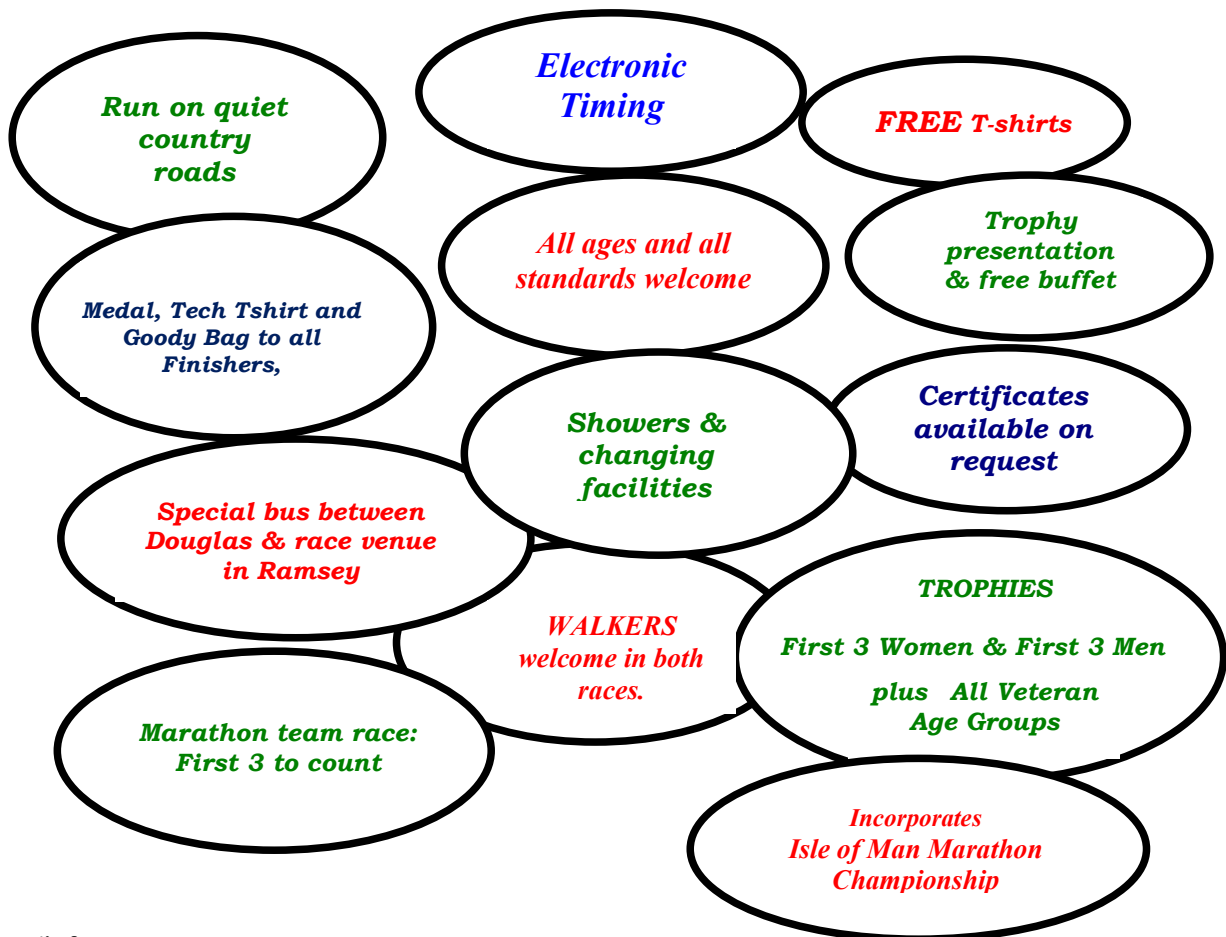 Electronic
Timing
Run on quiet
country
roads
FREE T-shirts
All ages and all
standards welcome
Trophy
presentation
& free buffet
Medal, Tech Tshirt and
Goody Bag to all
Finishers,
Certificates
available on
request
Showers &
changing
facilities
Special bus between
Douglas & race venue
in Ramsey
WALKERS
welcome in both
races.
TROPHIES
First 3 Women & First 3 Men
plus All Veteran
Age Groups
Marathon team race:
First 3 to count
Incorporates
Isle of Man Marathon
Championship